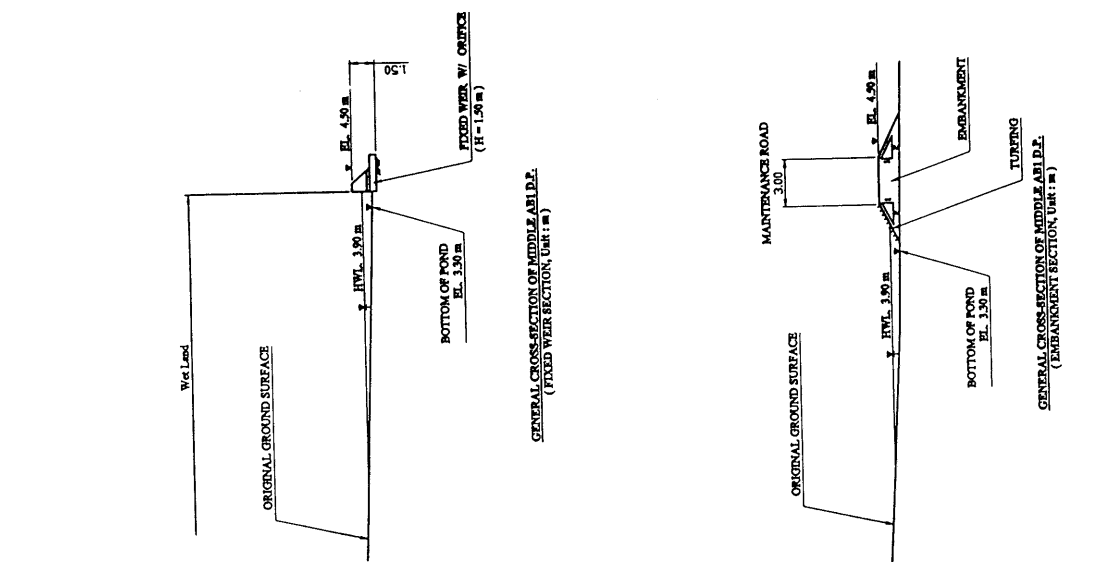 Wet Land
ORIGINAL GROUND SURFACE
HWL. 3.90 m
EL. 4.50 m
1.50
FIXED WEIR W/ ORIFICE
( H = 1.50 m )
BOTTOM OF POND
EL. 3.30 m
GENERAL CROSS-SECTION OF MIDDLE AB1 D.P.
( FIXED WEIR SECTION, Unit : m )
MAINTENANCE ROAD
3.00
ORIGINAL GROUND SURFACE
HWL. 3.90 m
EL. 4.50 m
EMBANKMENT
TURFING
BOTTOM OF POND
EL. 3.30 m
GENERAL CROSS-SECTION OF MIDDLE AB1 D.P.
( EMBANKMENT SECTION, Unit : m )